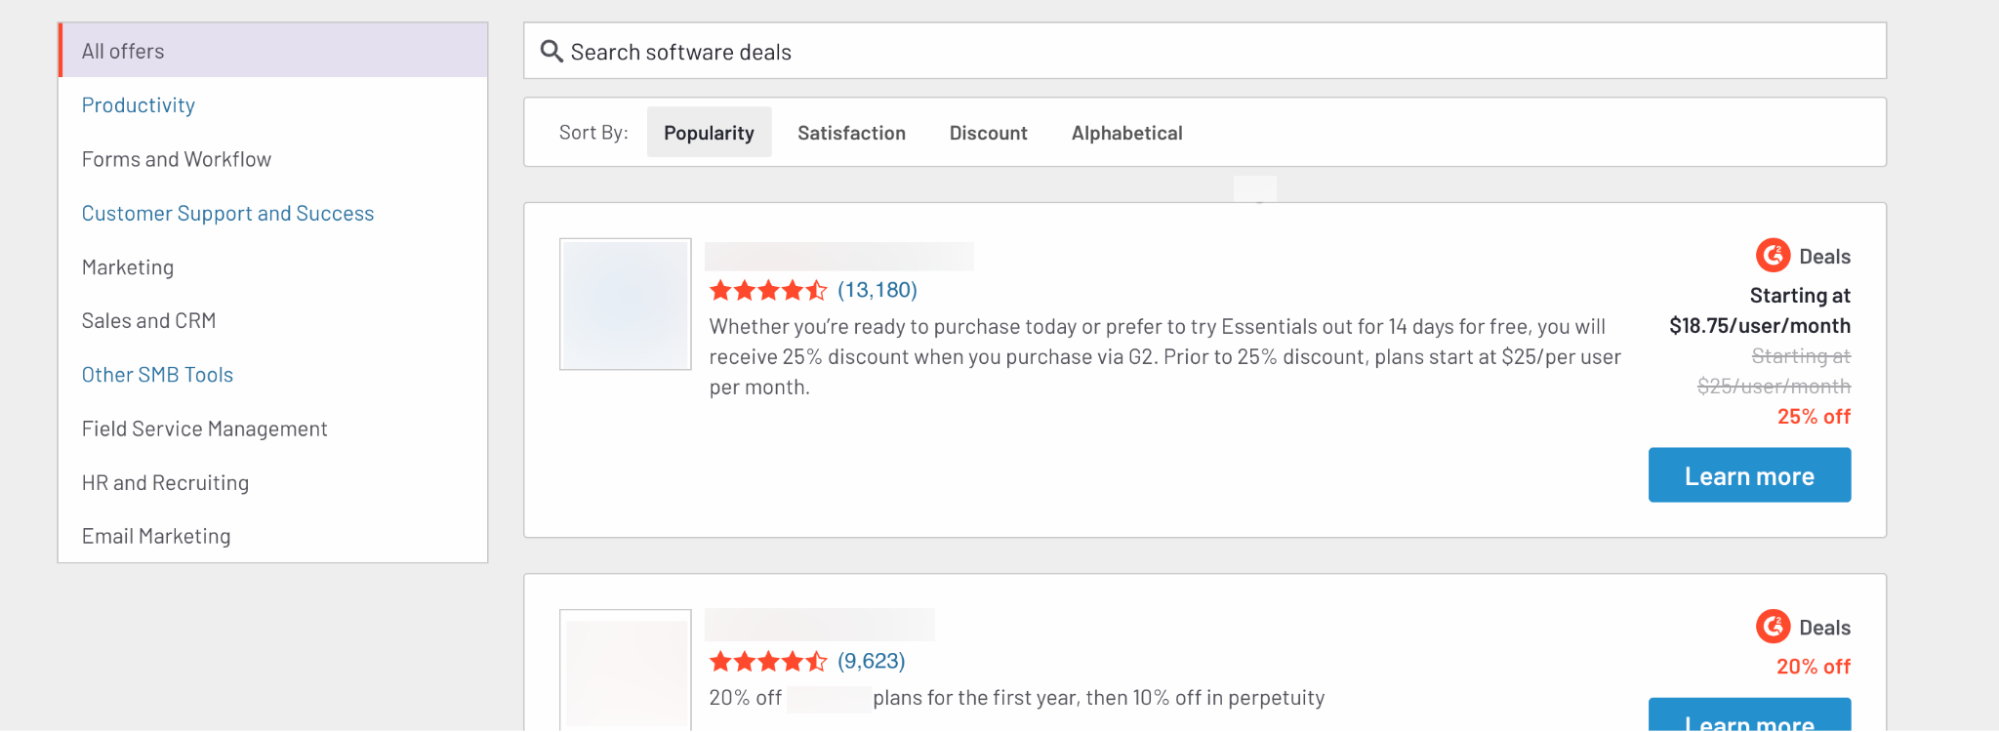 All offers
Productivity
Forms and Workflow
Customer Support and Success
Marketing
Sales and CRM
Other SMB Tools
Field Service Management
HR and Recruiting
Email Marketing
Search software deals
Sort By: Popularity Satisfaction Discount Alphabetical
(13,180)
Whether you’re ready to purchase today or prefer to try Essentials out for 14 days for free, you will
receive 25% discount when you purchase via G2. Prior to 25% discount, plans start at $25/per user
per month.
G2 Deals
Starting at
$18.75/user/month
Starting at
$25/user/month
25% off
Learn more
(9,623)
20% off plans for the first year, then 10% off in perpetuity
G2 Deals
20% off
Learn more